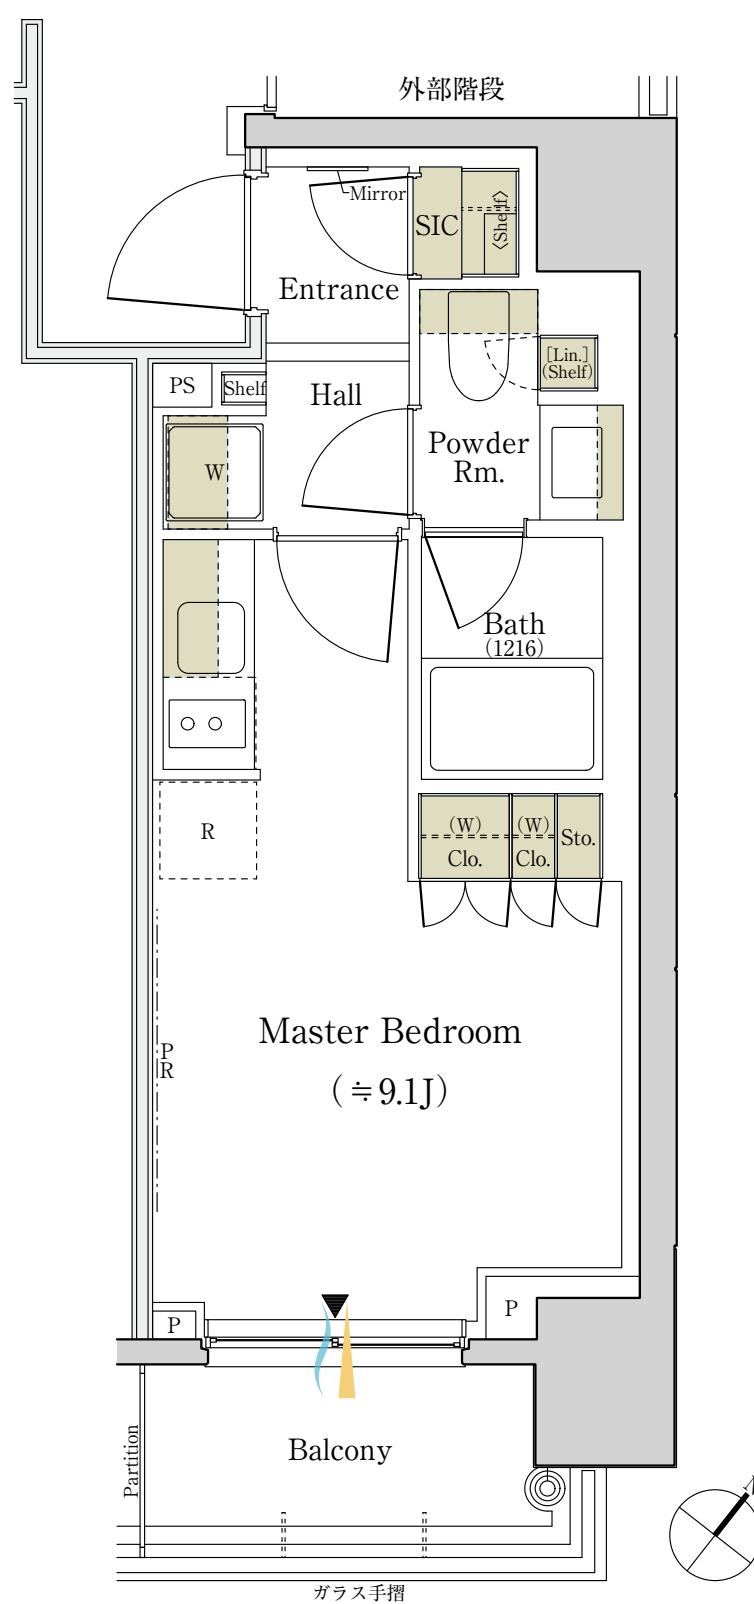 外部階段
Mirror
SIC
〈Shelf〉
Entrance
PS
Shelf
Hall
[Lin.]
(Shelf)
Powder
Rm.
W
Bath
(1216)
R
(W)
Clo.
(W)
Clo.
Sto.
Master Bedroom
(≒9.1J)
P
R
P
P
Balcony
Partition
N
ガラス手摺